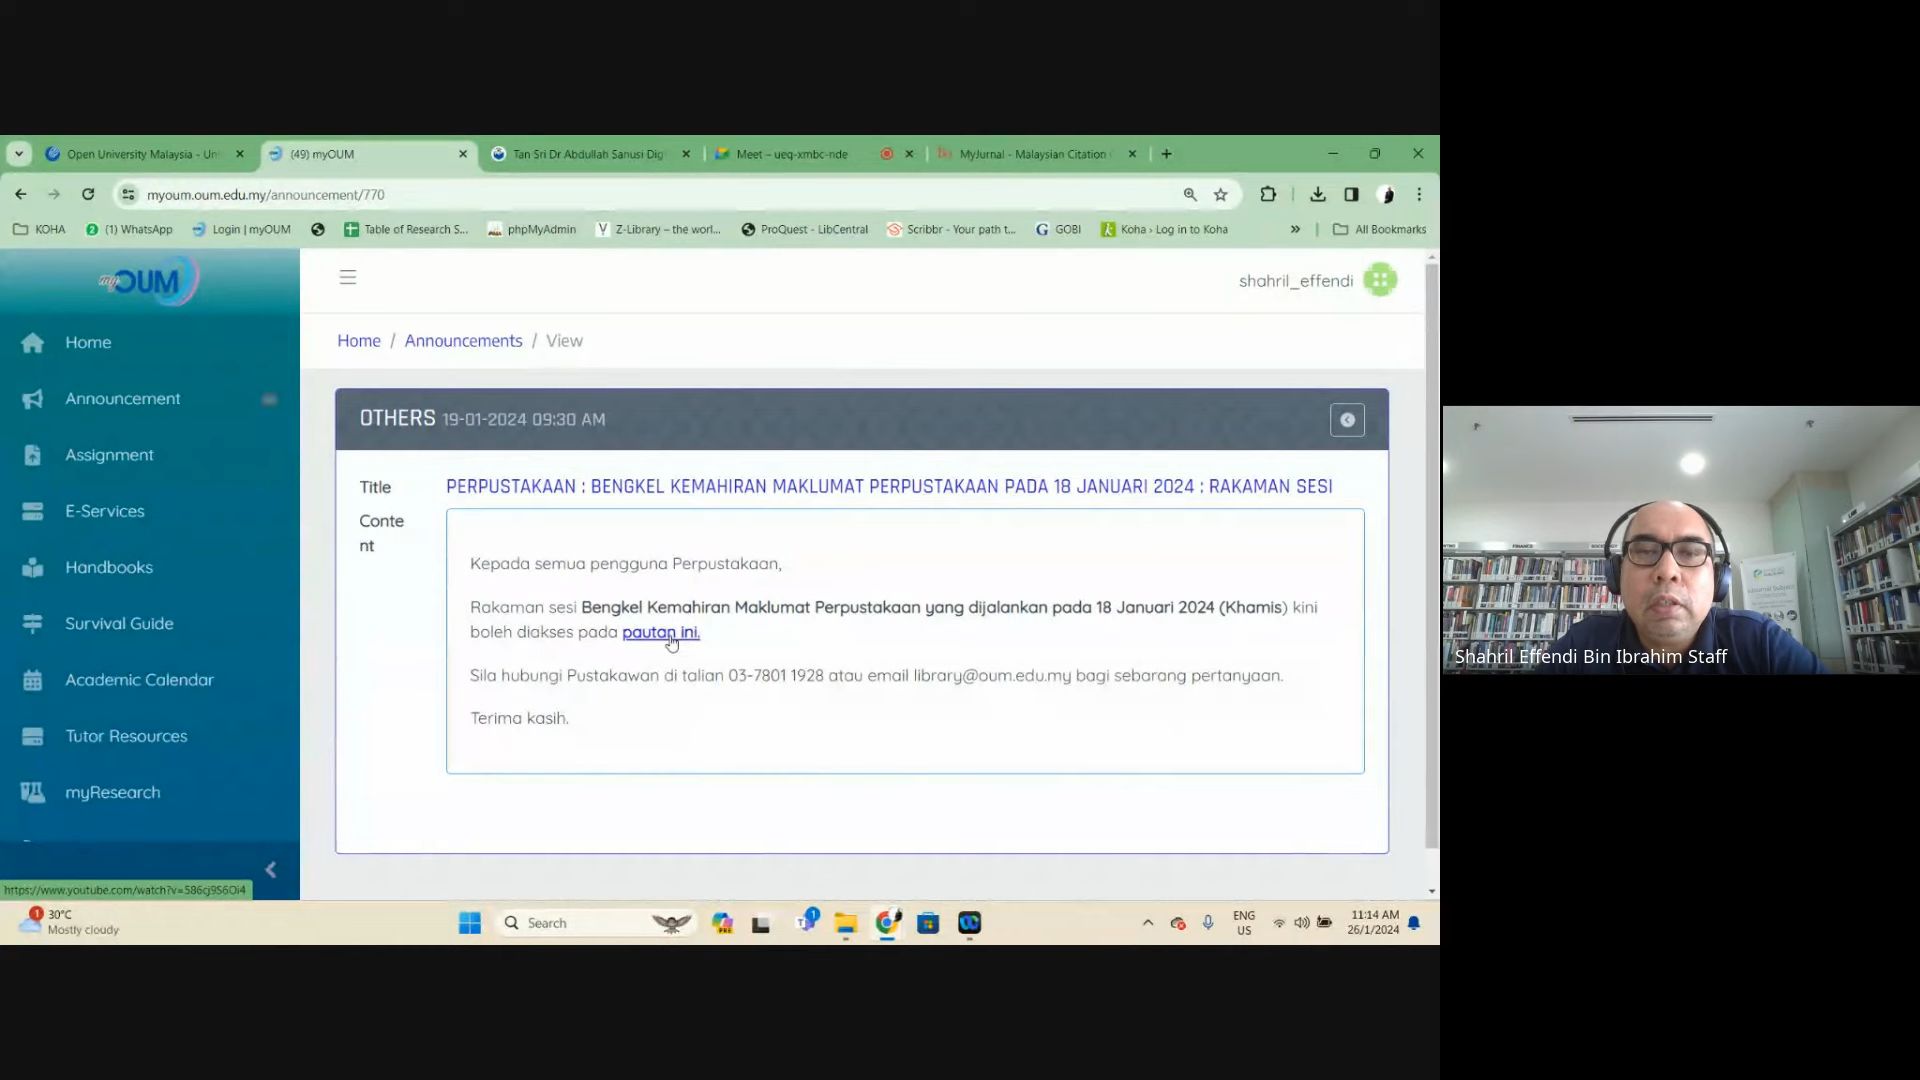 Open University Malaysia - Un
(49) myOUM
Tan Sri Dr Abdullah Sanusi Dig
Meet – ueq-xmbc-nde
MyJurnal - Malaysian Citation
myoum.oum.edu.my/announcement/770
KOHA
(1) WhatsApp
Login | myOUM
Table of Research S...
phpMyAdmin
Z-Library – the worl...
ProQuest - LibCentral
Scribbr - Your path t...
GOBI
Koha › Log in to Koha
All Bookmarks
myOUM
shahril_effendi
Home
Announcement
Assignment
E-Services
Handbooks
Survival Guide
Academic Calendar
Tutor Resources
myResearch
Home / Announcements / View
OTHERS 19-01-2024 09:30 AM
Title
PERPUSTAKAAN : BENGKEL KEMAHIRAN MAKLUMAT PERPUSTAKAAN PADA 18 JANUARI 2024 : RAKAMAN SESI
Conte
nt
Kepada semua pengguna Perpustakaan,
Rakaman sesi Bengkel Kemahiran Maklumat Perpustakaan yang dijalankan pada 18 Januari 2024 (Khamis) kini
boleh diakses pada pautan ini.
Sila hubungi Pustakawan di talian 03-7801 1928 atau email library@oum.edu.my bagi sebarang pertanyaan.
Terima kasih.
Shahril Effendi Bin Ibrahim Staff
30°C
Mostly cloudy
Search
ENG
US
11:14 AM
26/1/2024